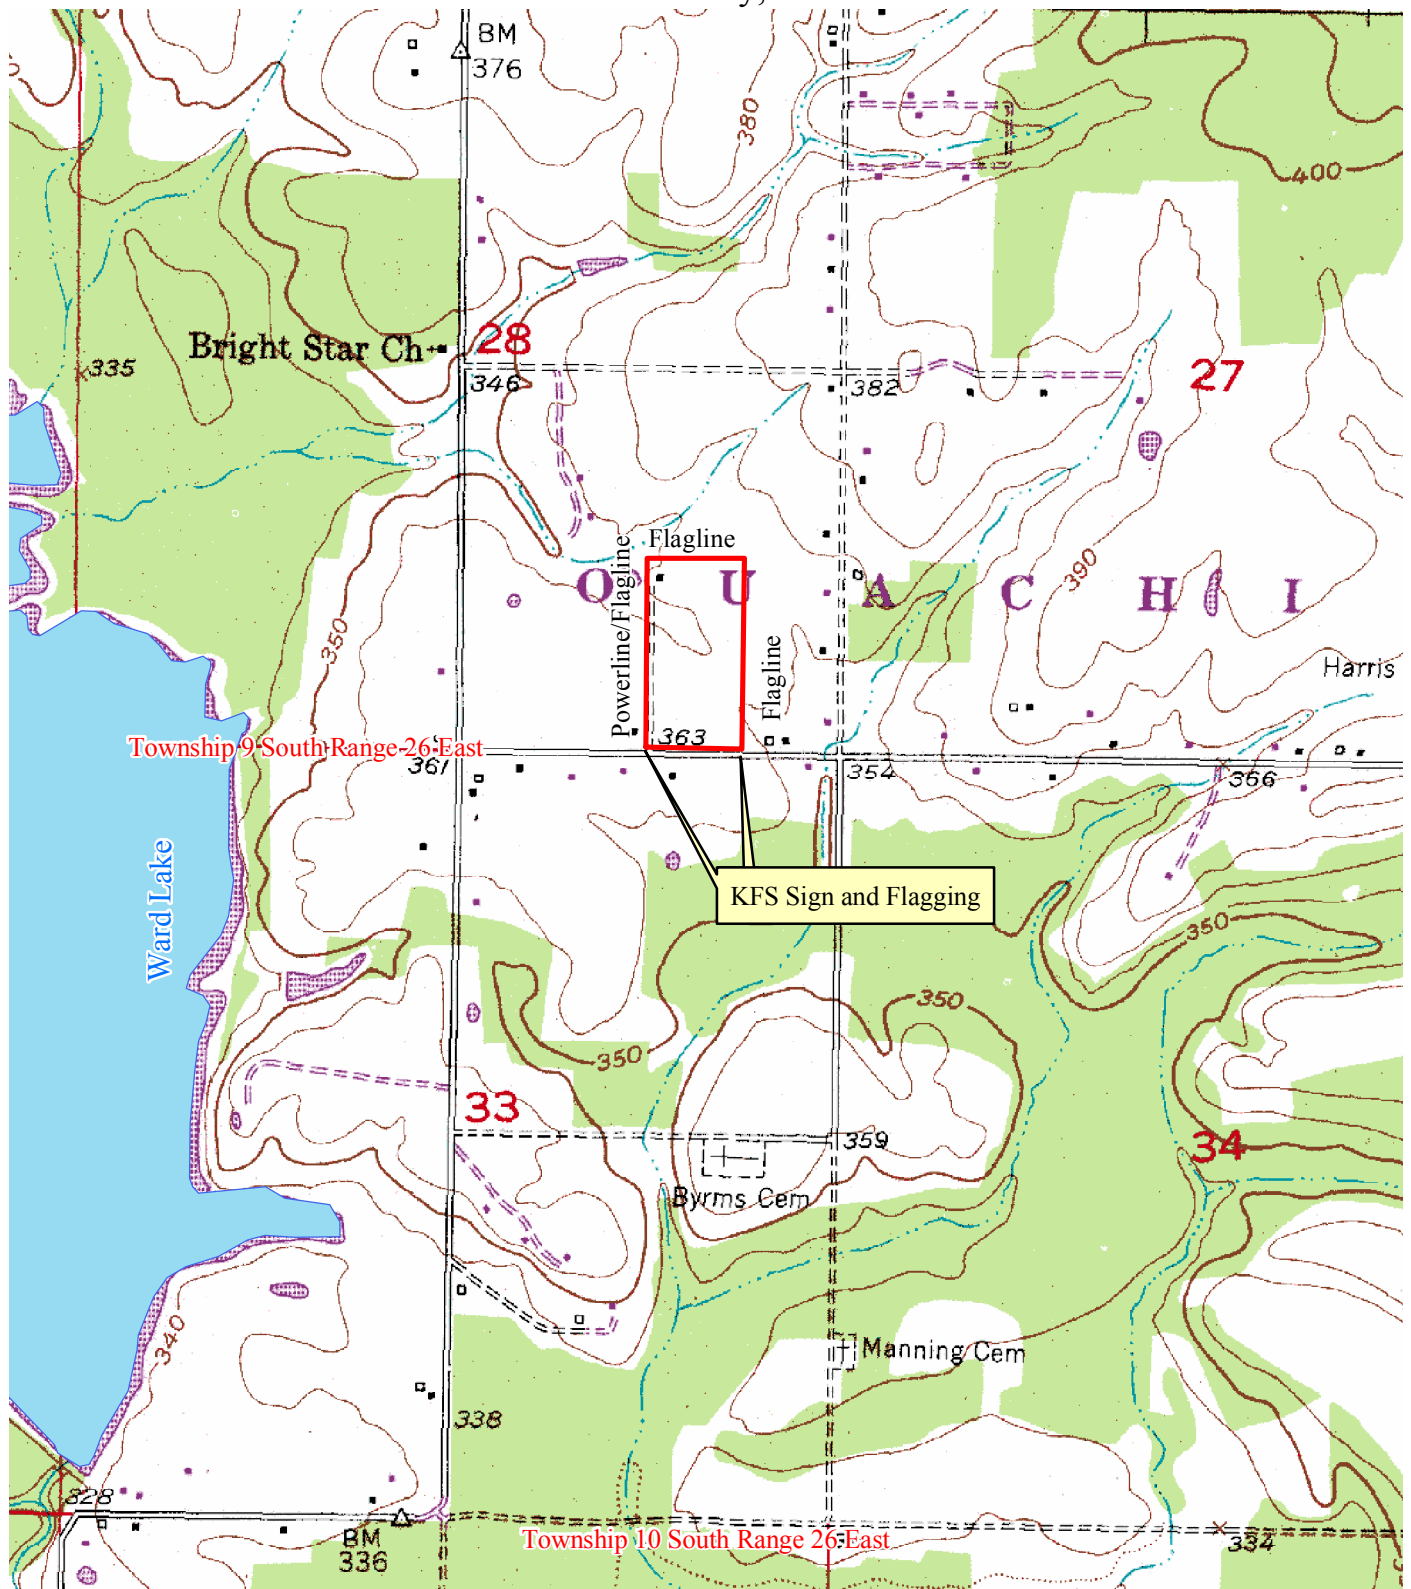 BM
376
380
400
Bright Star Ch
28
346
335
382
27
Flagline
Powerline/Flagline
O U A C H I
390
350
Harris
Flagline
363
Township 9 South Range 26 East
361
354
366
Ward Lake
KFS Sign and Flagging
350
350
350
33
359
34
Byrms Cem
340
Manning Cem
338
328
BM
336
Township 10 South Range 26 East
334